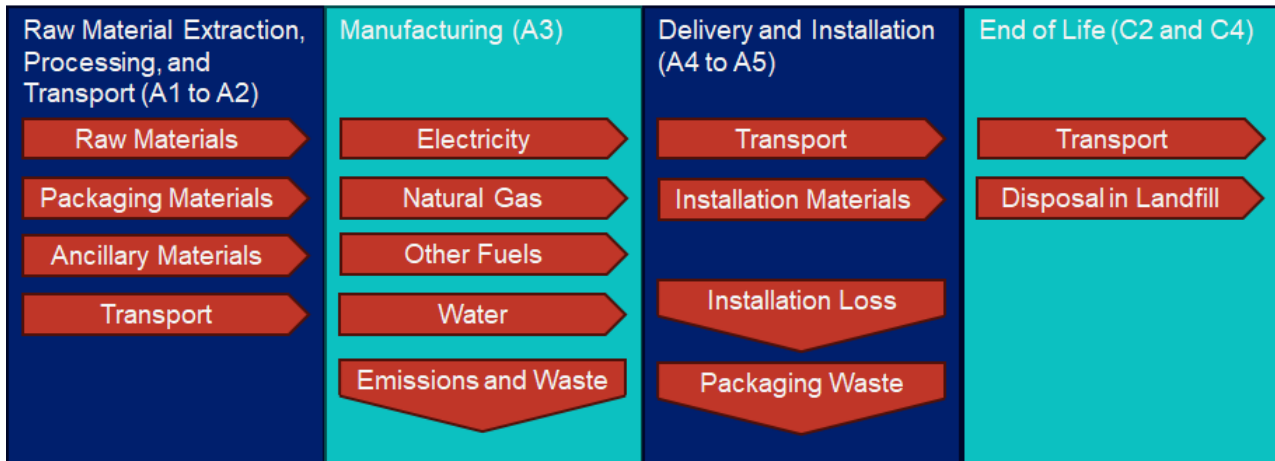 Raw Material Extraction,
Processing, and
Transport (A1 to A2)
Raw Materials
Packaging Materials
Ancillary Materials
Transport
Manufacturing (A3)
Electricity
Natural Gas
Other Fuels
Water
Emissions and Waste
Delivery and Installation
(A4 to A5)
Transport
Installation Materials
Installation Loss
Packaging Waste
End of Life (C2 and C4)
Transport
Disposal in Landfill